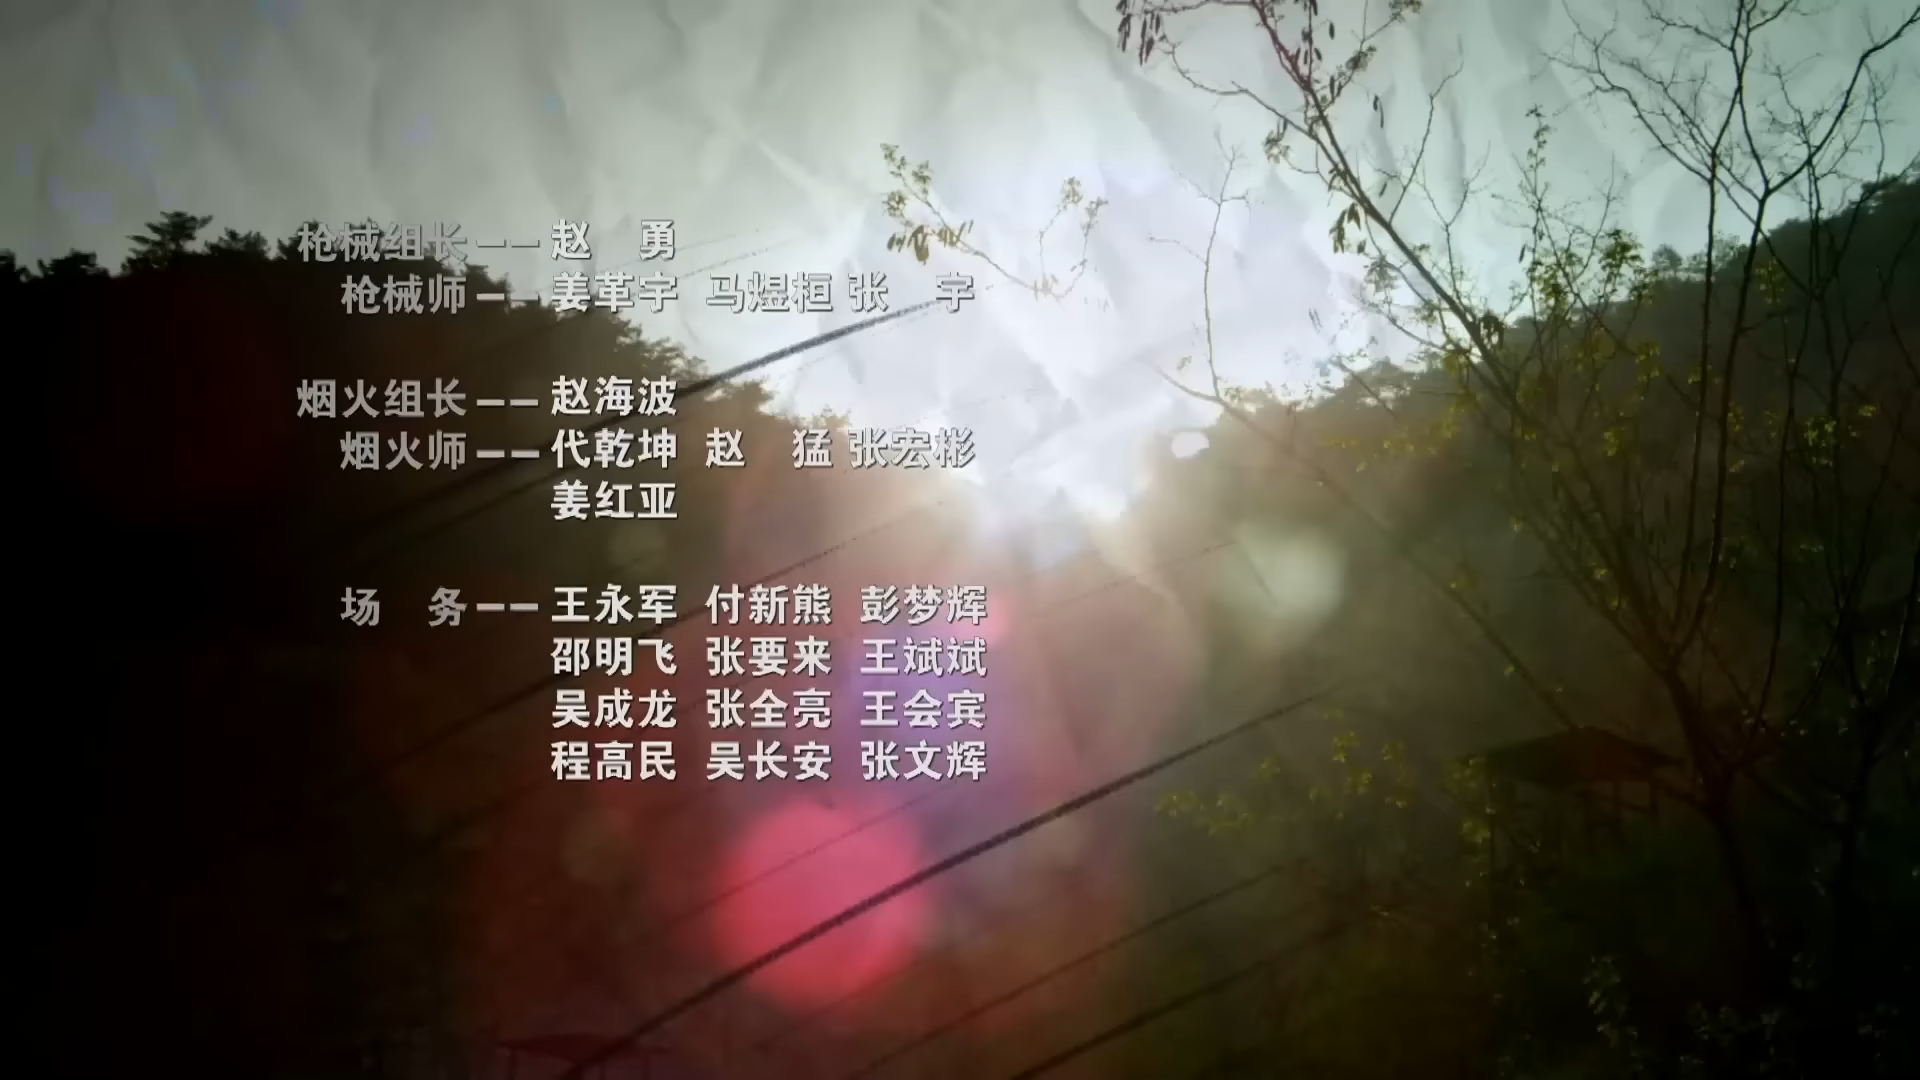 枪械组长——赵　勇
枪械师——姜革宇 马煜桓 张　宇
烟火组长——赵海波
烟火师——代乾坤 赵　猛 张宏彬
姜红亚
场　务——王永军 付新熊 彭梦辉
邵明飞 张要来 王斌斌
吴成龙 张全亮 王会宾
程高民 吴长安 张文辉